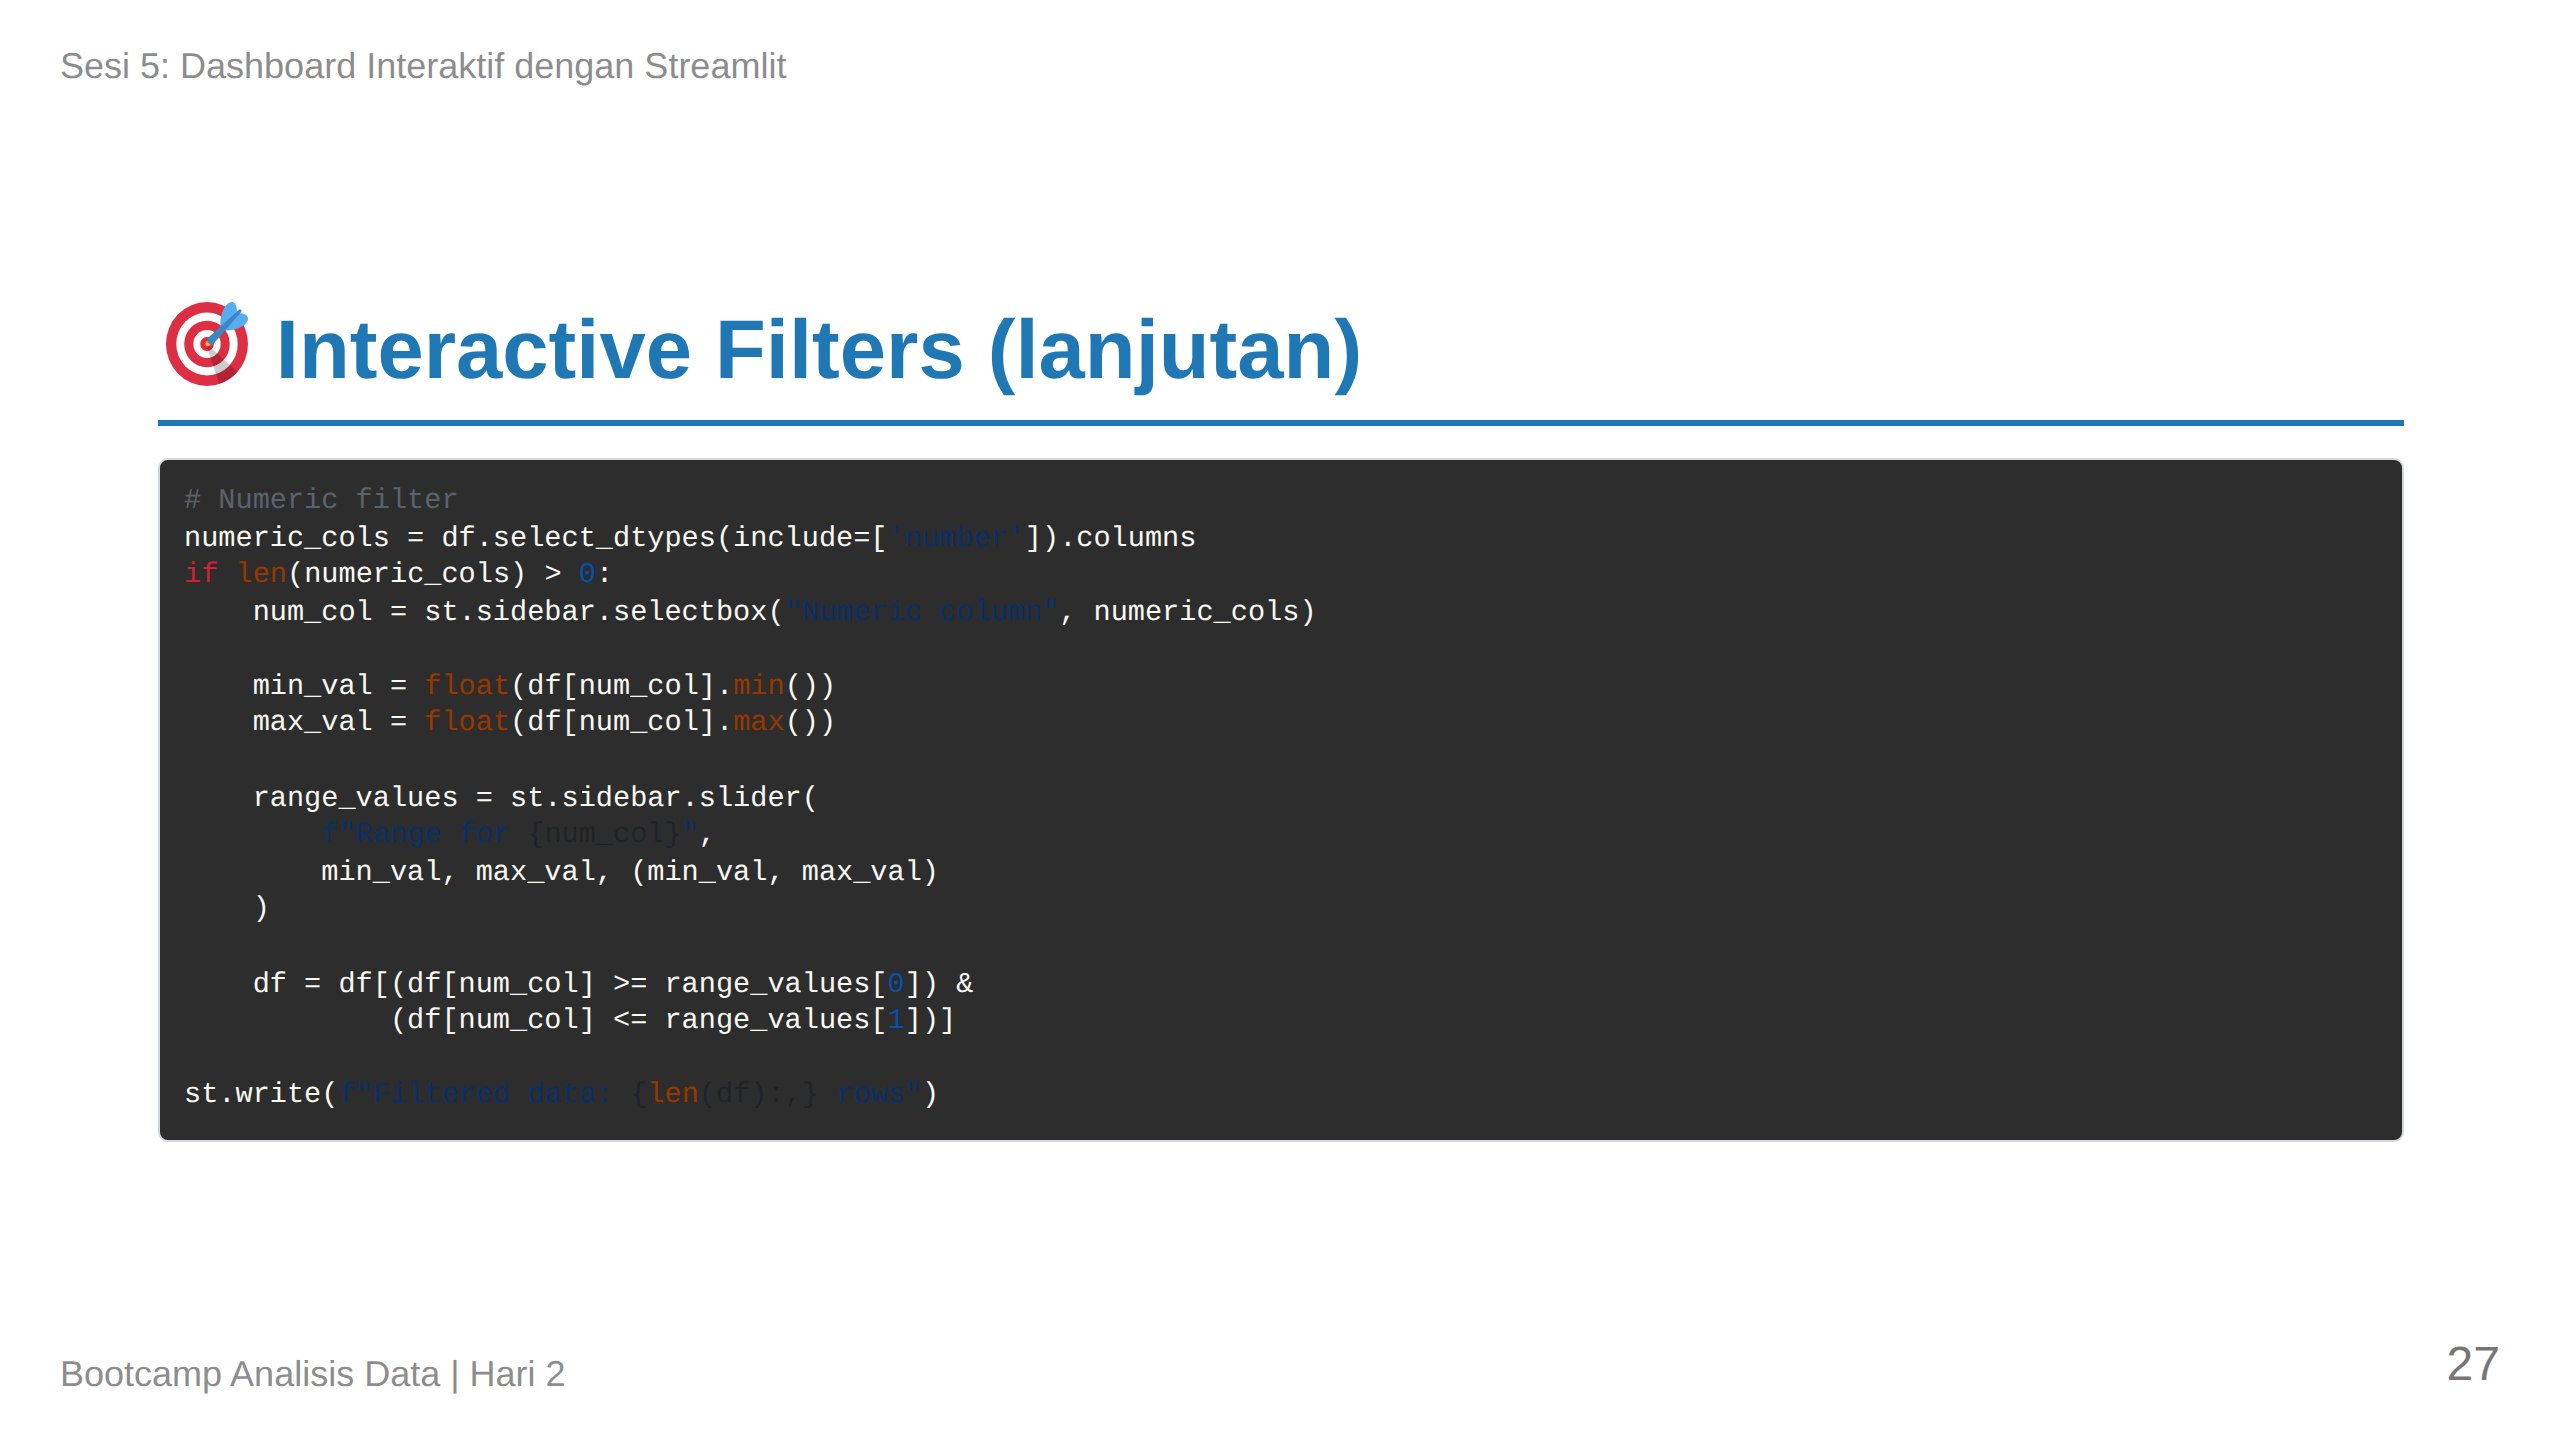 Sesi 5: Dashboard Interaktif dengan Streamlit
🎯 Interactive Filters (lanjutan)
# Numeric filter
numeric_cols = df.select_dtypes(include=['number']).columns
if len(numeric_cols) > 0:
    num_col = st.sidebar.selectbox("Numeric column", numeric_cols)
    min_val = float(df[num_col].min())
    max_val = float(df[num_col].max())
    range_values = st.sidebar.slider(
        f"Range for {num_col}",
        min_val, max_val, (min_val, max_val)
    )
    df = df[(df[num_col] >= range_values[0]) &
            (df[num_col] <= range_values[1])]
st.write(f"Filtered data: {len(df):,} rows")
Bootcamp Analisis Data | Hari 2
27